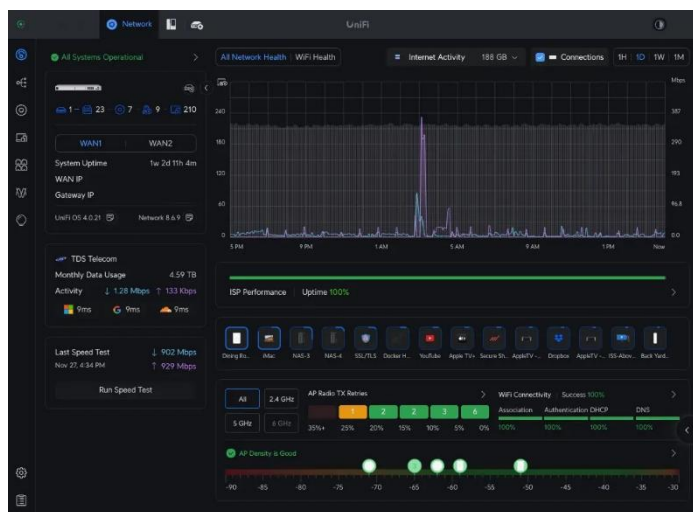 Network
UniFi
All Systems Operational
1 23 7 9 210
WAN1 WAN2
System Uptime 1w 2d 11h 4m
WAN IP
Gateway IP
UniFi OS 4.0.21 Network 8.6.9
TDS Telecom
Monthly Data Usage 4.59 TB
Activity ↓ 1.28 Mbps ↑ 133 Kbps
9ms 9ms 9ms
Last Speed Test ↓ 902 Mbps
Nov 27, 4:34 PM ↑ 929 Mbps
Run Speed Test
All Network Health WiFi Health
Internet Activity 188 GB Connections 1H 1D 1W 1M
Mbps
240 387
180 290
120 193
60 96.8
0 0.0
5 PM 9 PM 1 AM 5 AM 9 AM 1 PM Now
ISP Performance Uptime 100%
Dining Ro.. iMac NAS-3 NAS-4 SSL/TLS Docker H.. YouTube Apple TV+ Secure Sh.. AppleTV -.. Dropbox AppleTV -.. ISS-Abov.. Back Yard..
All 2.4 GHz
5 GHz 6 GHz
AP Radio TX Retries
1 2 2 3 6
35%+ 25% 20% 15% 10% 5% 0%
WiFi Connectivity Success 100%
Association Authentication DHCP DNS
100% 100% 100% 100%
AP Density is Good
-90 -85 -80 -75 -70 -65 -60 -55 -50 -45 -40 -35 -30